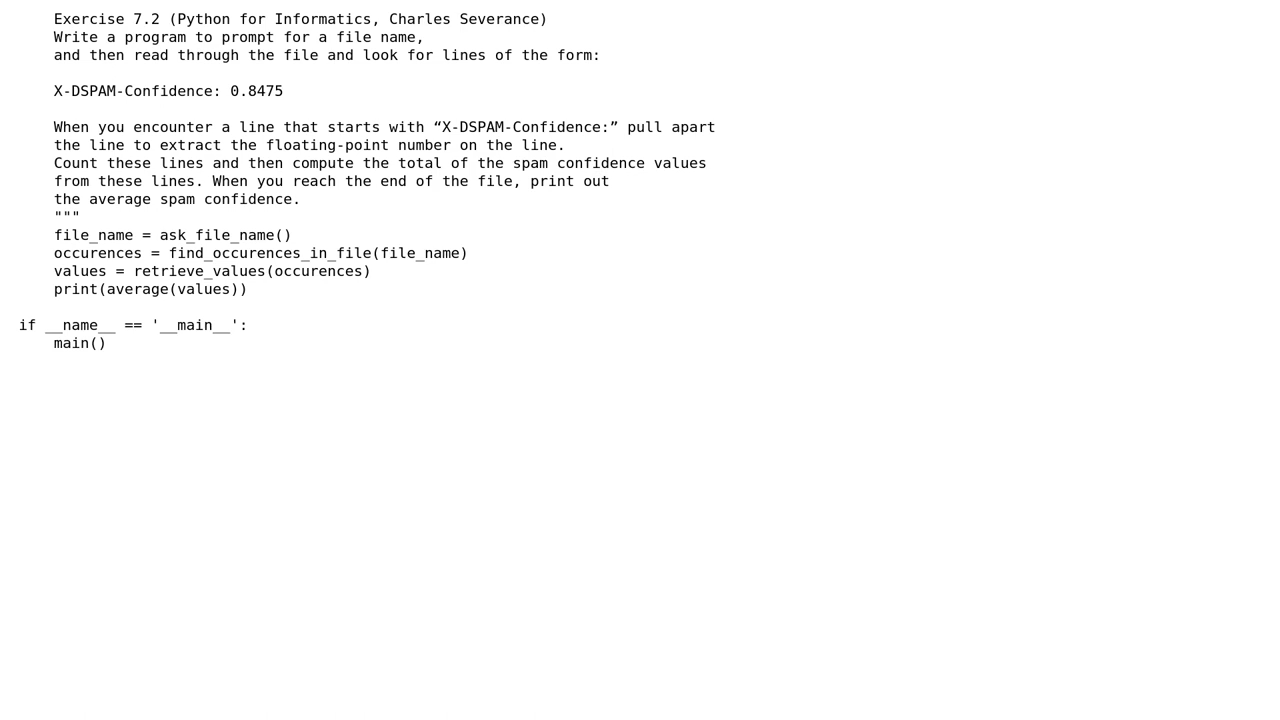 Exercise 7.2 (Python for Informatics, Charles Severance)
Write a program to prompt for a file name,
and then read through the file and look for lines of the form:
X-DSPAM-Confidence: 0.8475
When you encounter a line that starts with “X-DSPAM-Confidence:” pull apart
the line to extract the floating-point number on the line.
Count these lines and then compute the total of the spam confidence values
from these lines. When you reach the end of the file, print out
the average spam confidence.
"""
file_name = ask_file_name()
occurences = find_occurences_in_file(file_name)
values = retrieve_values(occurences)
print(average(values))
if __name__ == '__main__':
main()